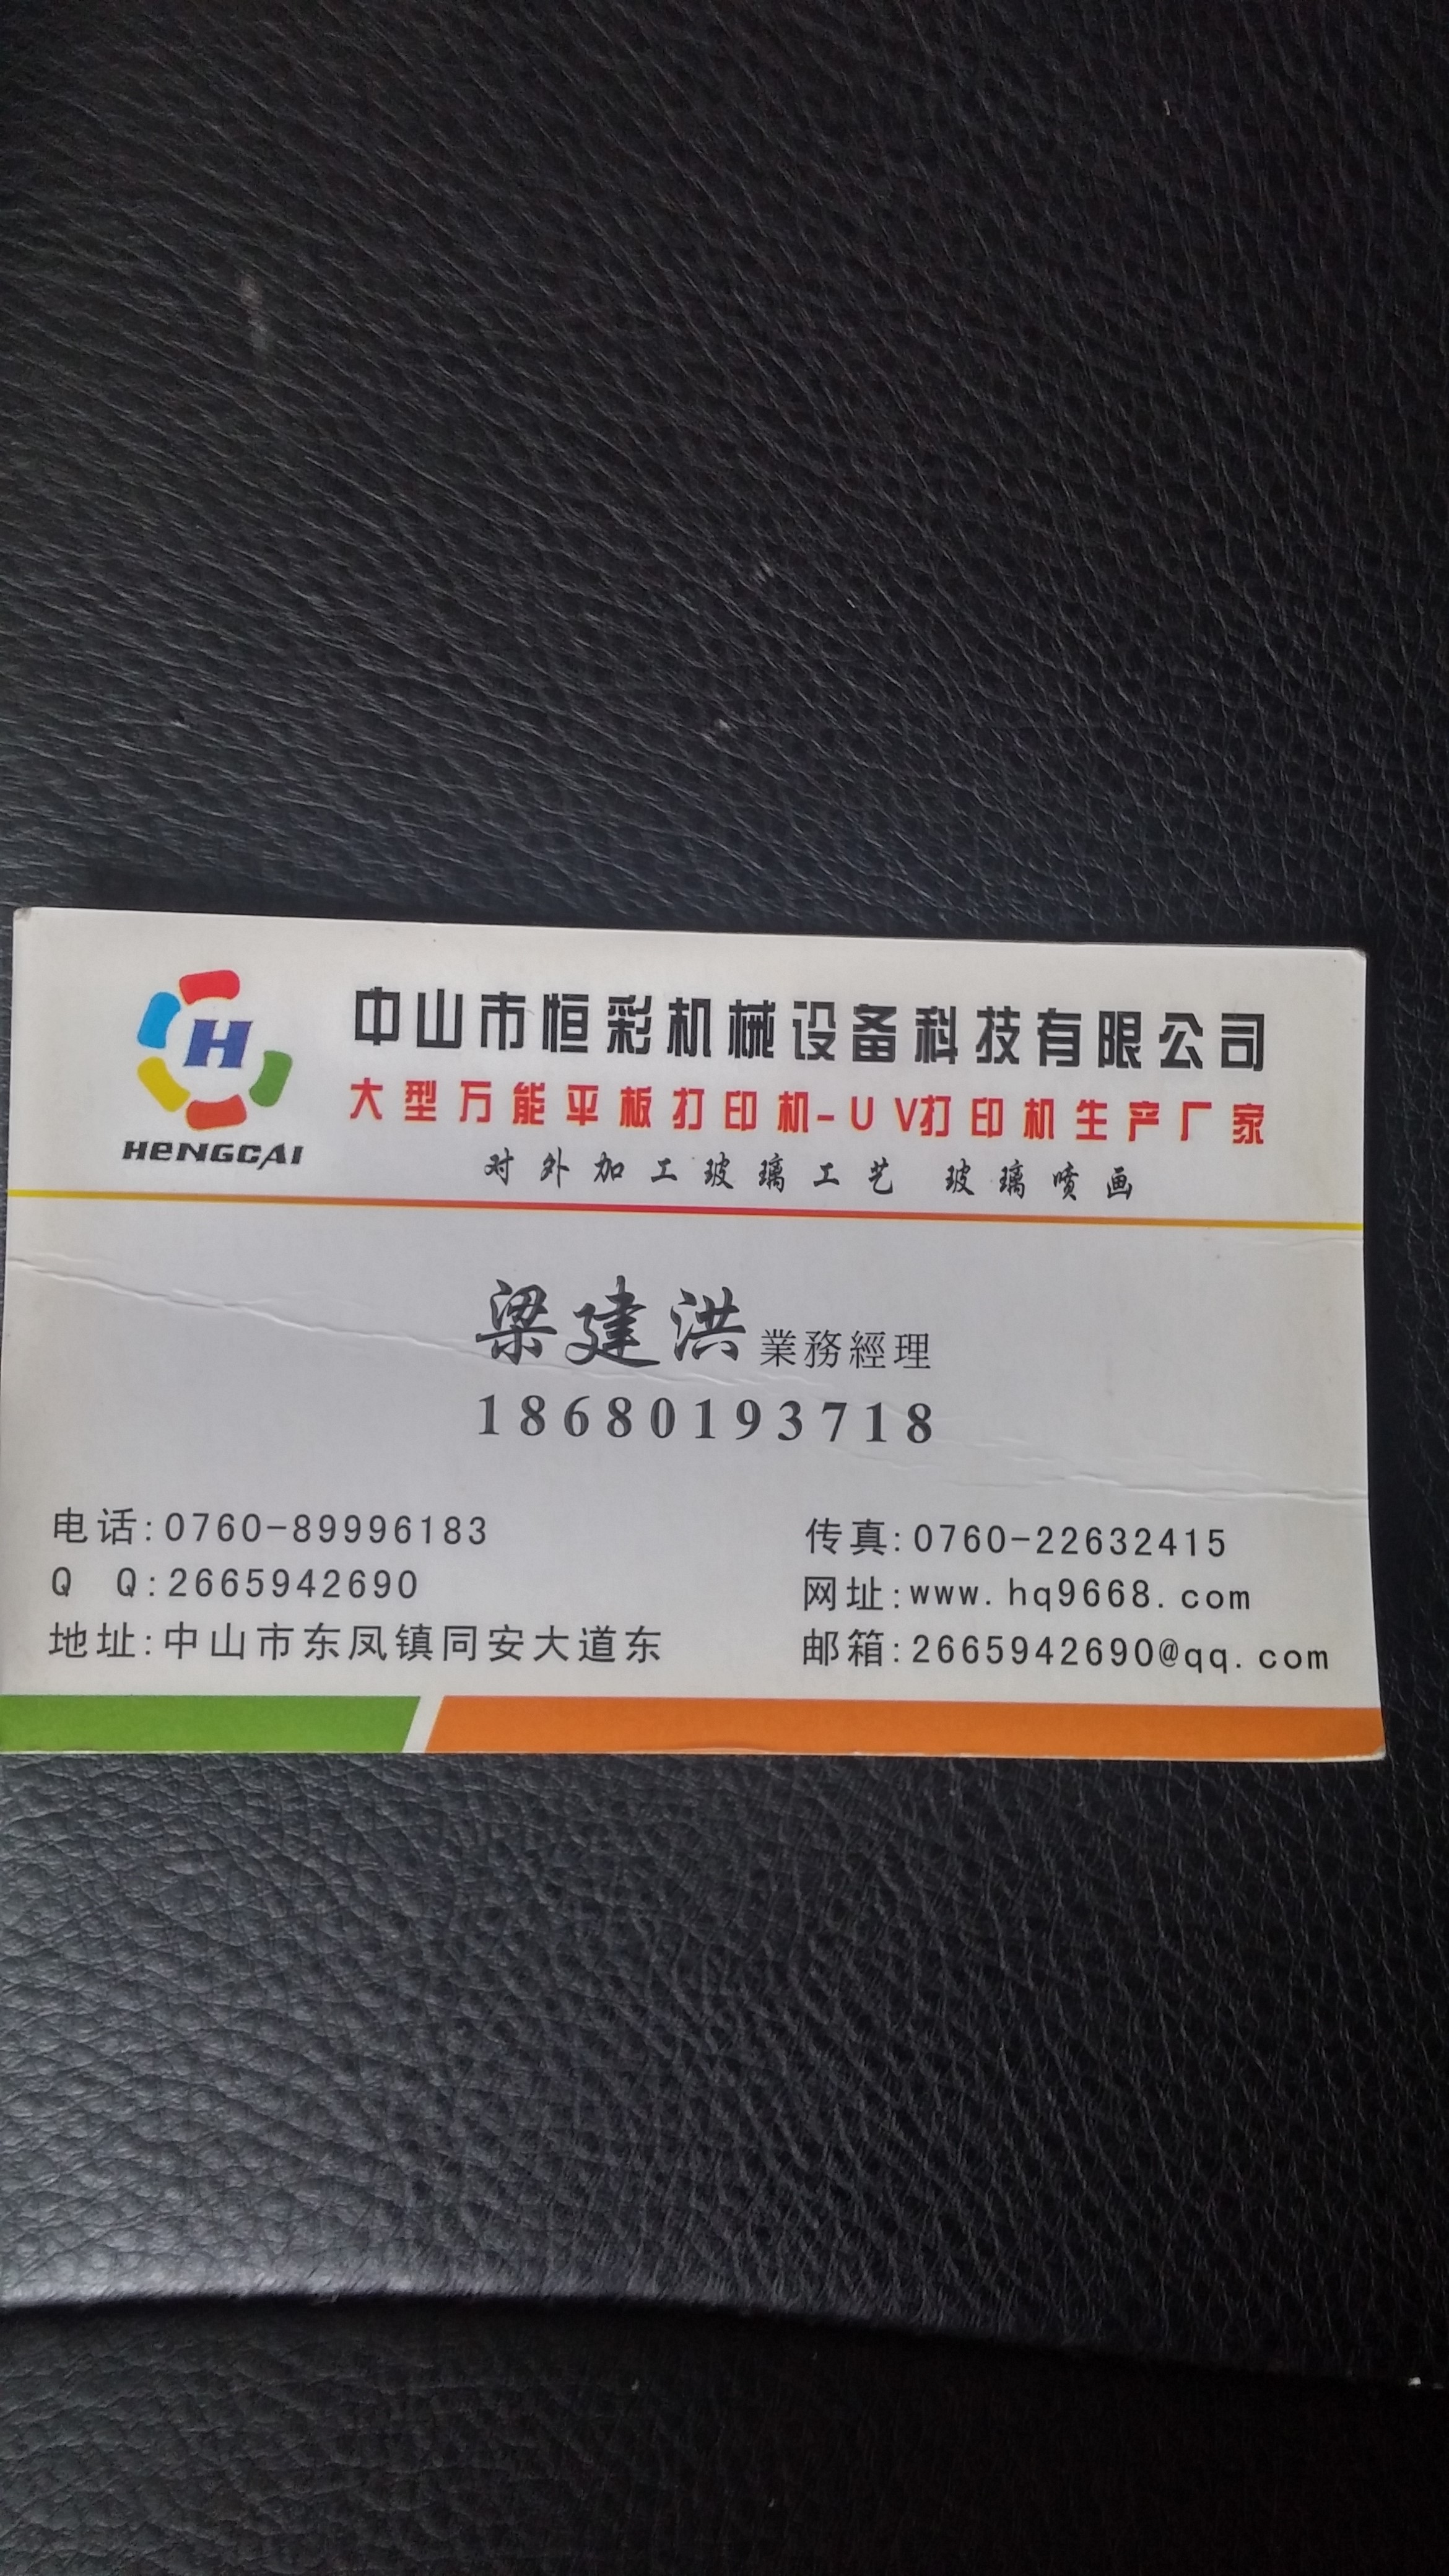 H
HENGCAI
中山市恒彩机械设备科技有限公司
大型万能平板打印机-UV打印机生产厂家
对外加工玻璃工艺 玻璃喷画
梁建洪 業務經理
18680193718
电话:0760-89996183
Q Q:2665942690
地址:中山市东凤镇同安大道东
传真:0760-22632415
网址:www.hq9668.com
邮箱:2665942690@qq.com